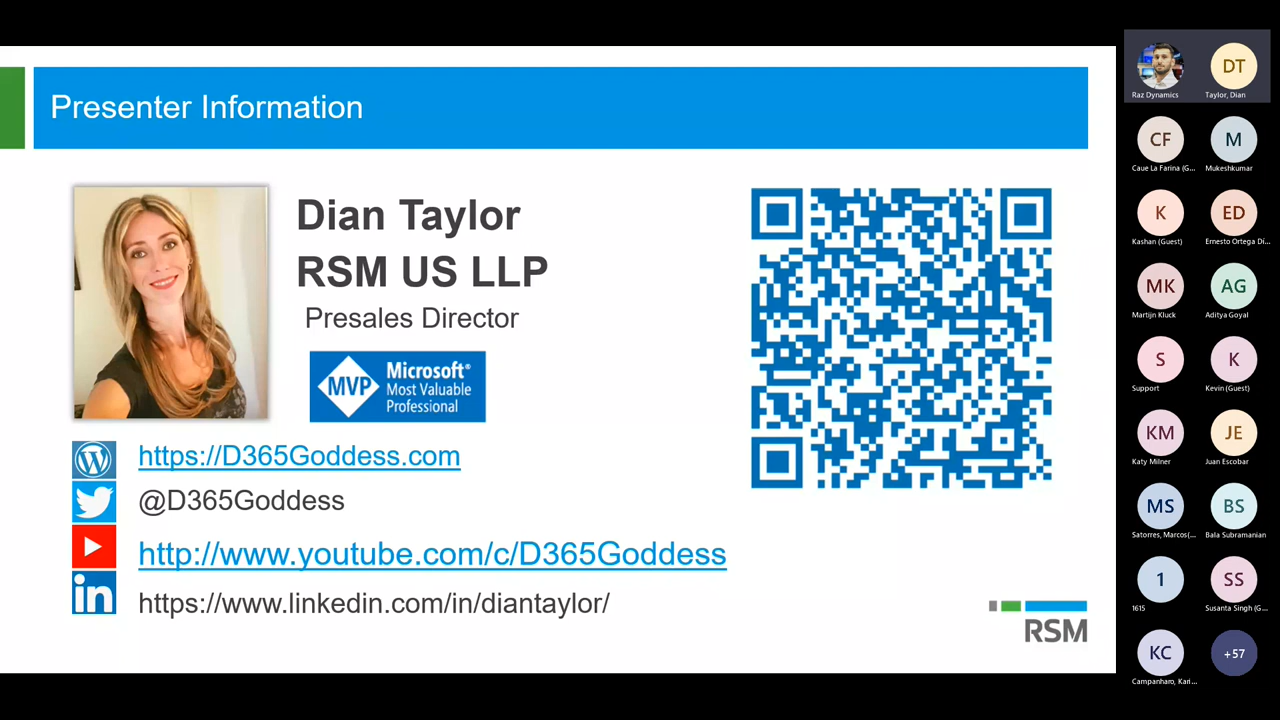 Presenter Information
Dian Taylor
RSM US LLP
Presales Director
MVP
Microsoft®
Most Valuable
Professional
https://D365Goddess.com
@D365Goddess
http://www.youtube.com/c/D365Goddess
in
https://www.linkedin.com/in/diantaylor/
RSM
DT
Raz Dynamics
Taylor, Dian
CF
M
Caue La Farina (G...
Mukeshkumar
K
ED
Kashan (Guest)
Ernesto Ortega Di...
MK
AG
Martijn Kluck
Aditya Goyal
S
K
Support
Kevin (Guest)
KM
JE
Katy Milner
Juan Escobar
MS
BS
Satorres, Marcos(...
Bala Subramanian
1
SS
1615
Susanta Singh (G...
KC
+57
Campanharo, Kari...